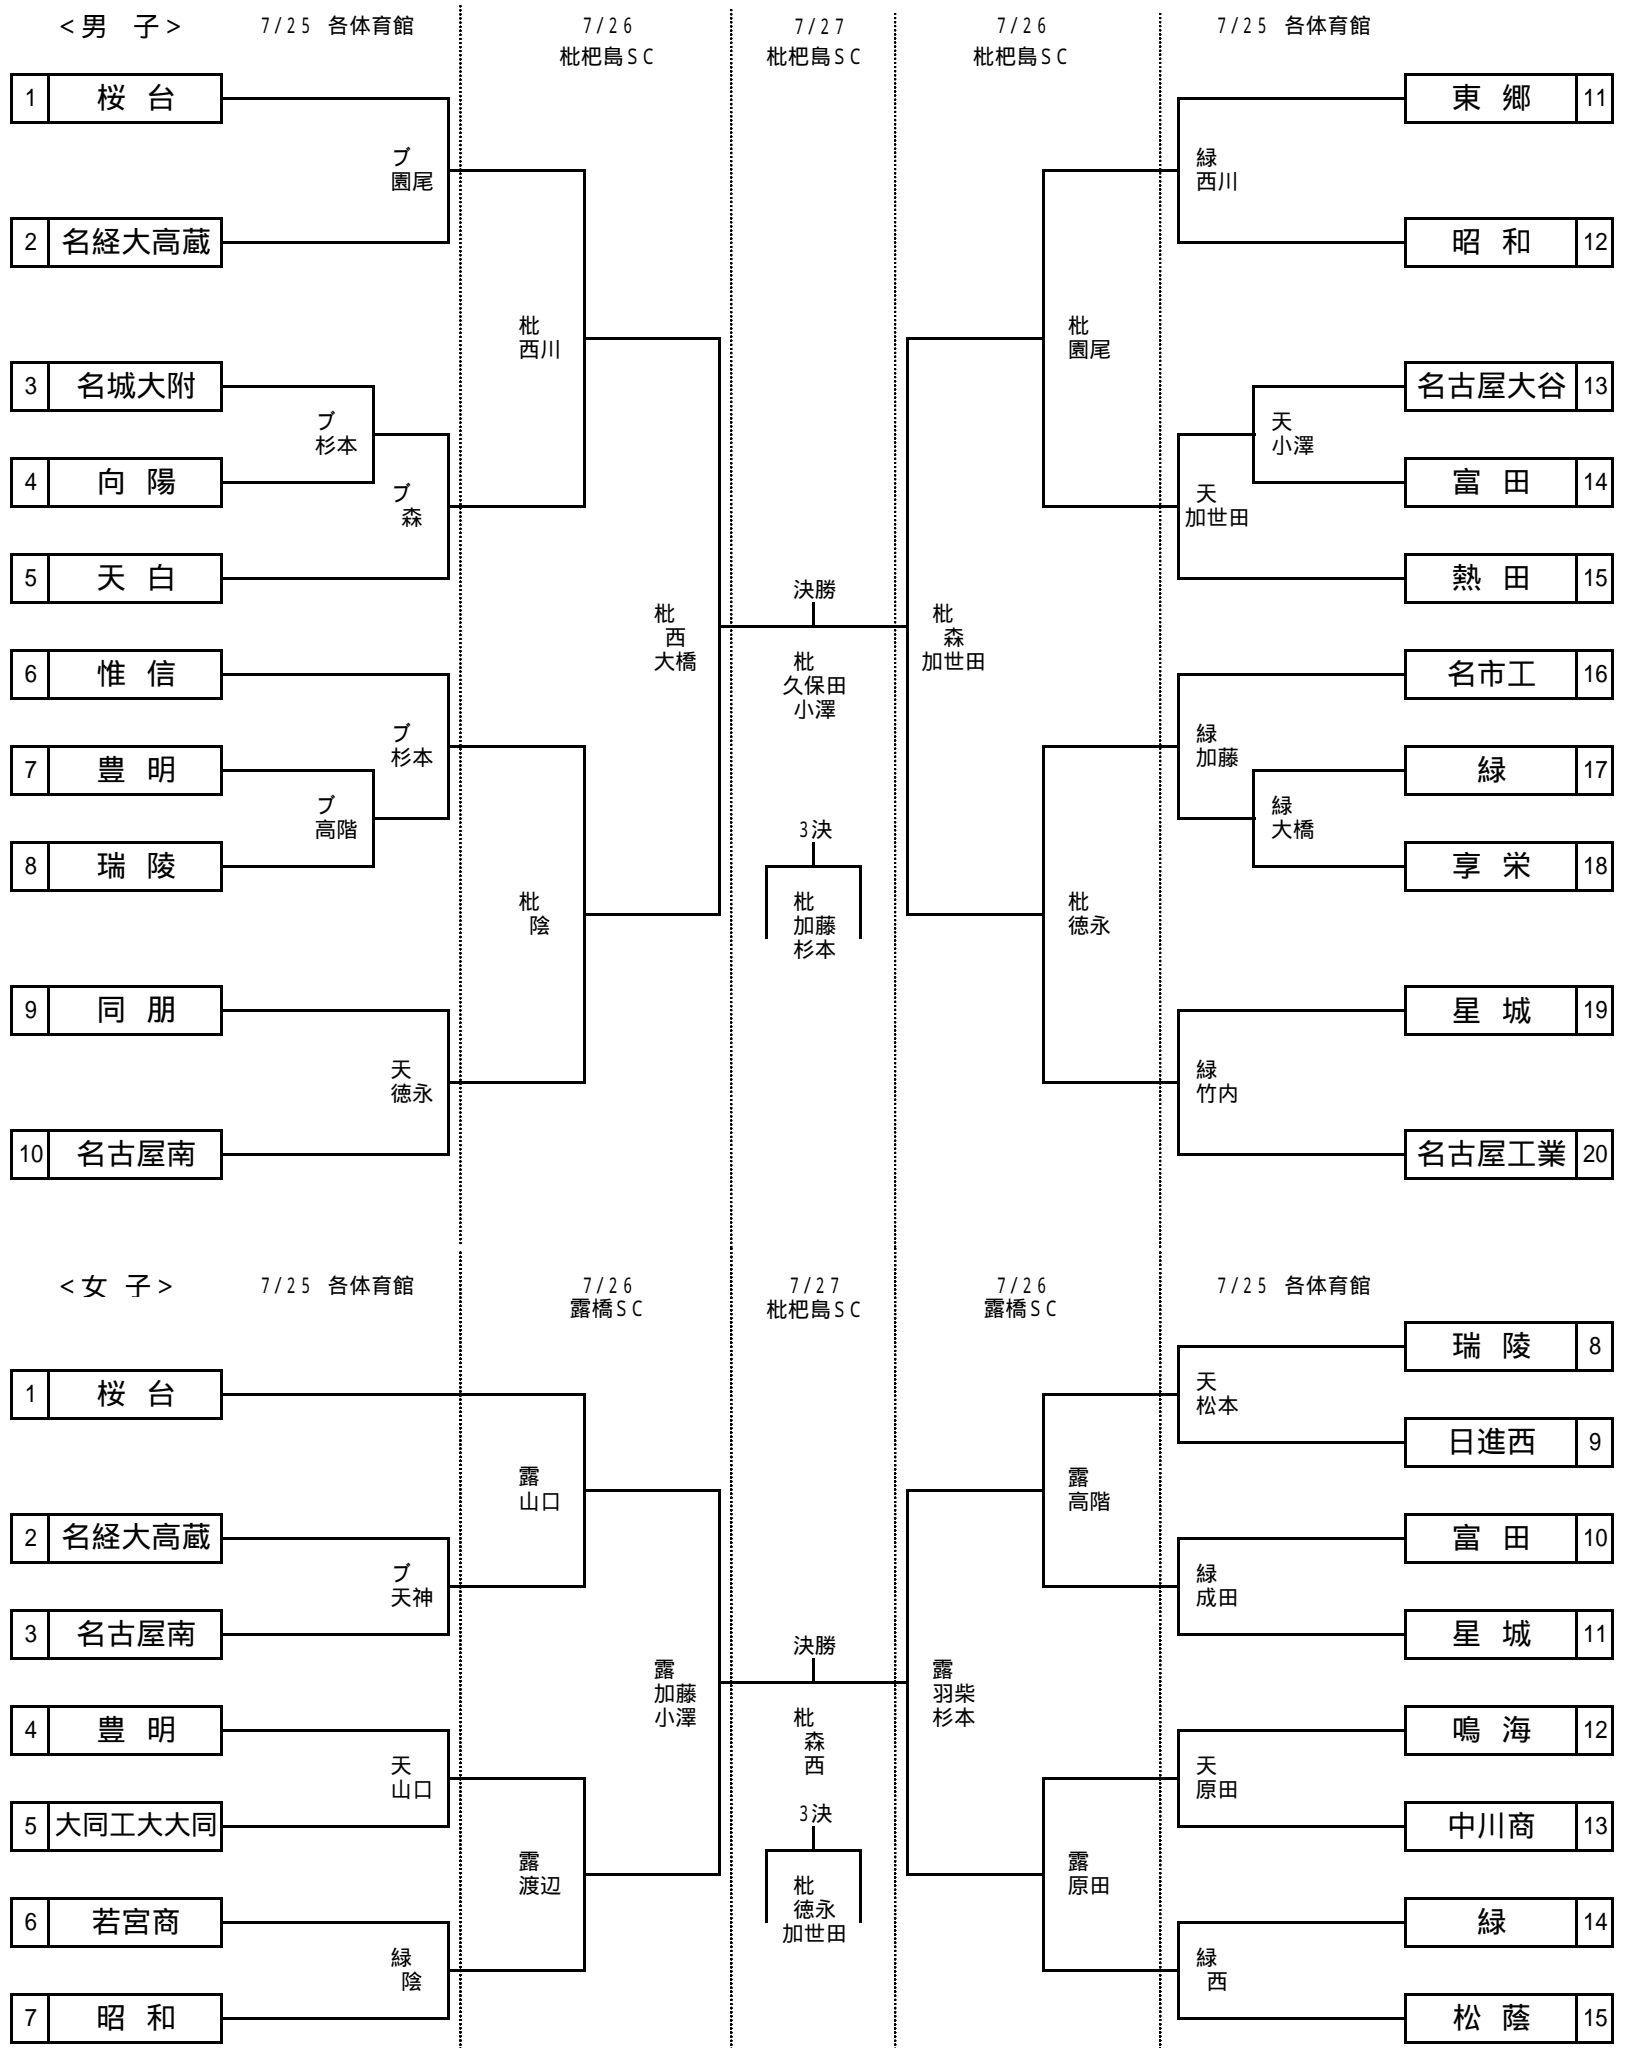 <男 子>
7/25 各体育館
7/26
枇杷島SC
7/27
枇杷島SC
7/26
枇杷島SC
7/25 各体育館
1 桜 台
ブ
園尾
2 名経大高蔵
枇
西川
3 名城大附
ブ
杉本
4 向 陽
ブ
森
5 天 白
枇
西
大橋
6 惟 信
ブ
杉本
7 豊 明
ブ
高階
8 瑞 陵
枇
陰
9 同 朋
天
徳永
10 名古屋南
決勝
枇
久保田
小澤
3決
枇
加藤
杉本
東 郷 11
緑
西川
昭 和 12
枇
園尾
名古屋大谷 13
天
小澤
富 田 14
天
加世田
熱 田 15
枇
森
加世田
名市工 16
緑
加藤
緑 17
緑
大橋
享 栄 18
枇
徳永
星 城 19
緑
竹内
名古屋工業 20
<女 子>
7/25 各体育館
7/26
露橋SC
7/27
枇杷島SC
7/26
露橋SC
7/25 各体育館
1 桜 台
露
山口
2 名経大高蔵
ブ
天神
3 名古屋南
露
加藤
小澤
4 豊 明
天
山口
5 大同工大大同
露
渡辺
6 若宮商
緑
陰
7 昭 和
決勝
枇
森
西
3決
枇
徳永
加世田
瑞 陵 8
天
松本
日進西 9
露
高階
富 田 10
緑
成田
星 城 11
露
羽柴
杉本
鳴 海 12
天
原田
中川商 13
露
原田
緑 14
緑
西
松 蔭 15